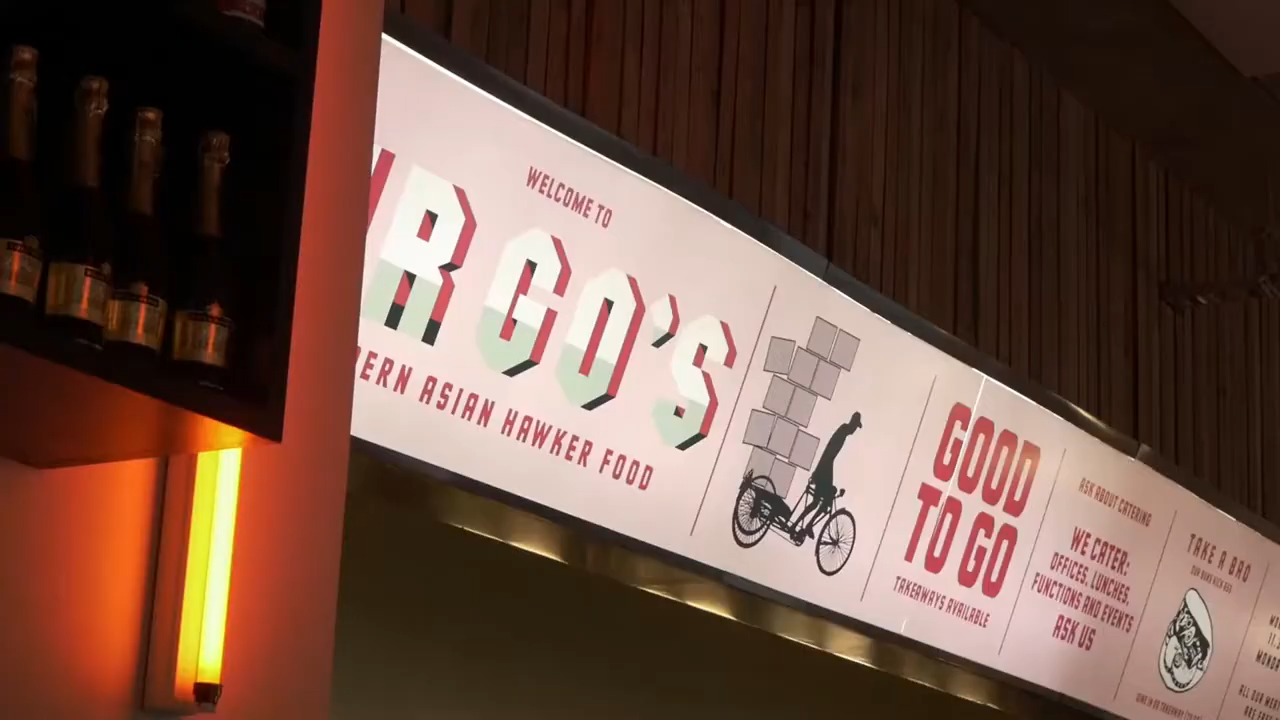 WELCOME TO
R GO'S
ERN ASIAN HAWKER FOOD
GOOD
TO GO
TAKEAWAYS AVAILABLE
ASK ABOUT CATERING
WE CATER:
OFFICES, LUNCHES,
FUNCTIONS AND EVENTS
ASK US
TAKE A BAO